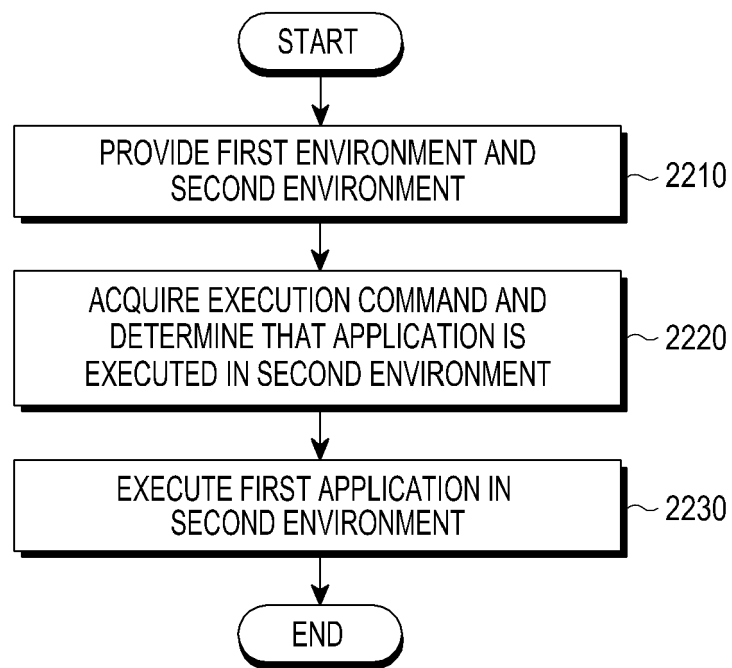 START
PROVIDE FIRST ENVIRONMENT AND
SECOND ENVIRONMENT
2210
ACQUIRE EXECUTION COMMAND AND
DETERMINE THAT APPLICATION IS
EXECUTED IN SECOND ENVIRONMENT
2220
EXECUTE FIRST APPLICATION IN
SECOND ENVIRONMENT
2230
END